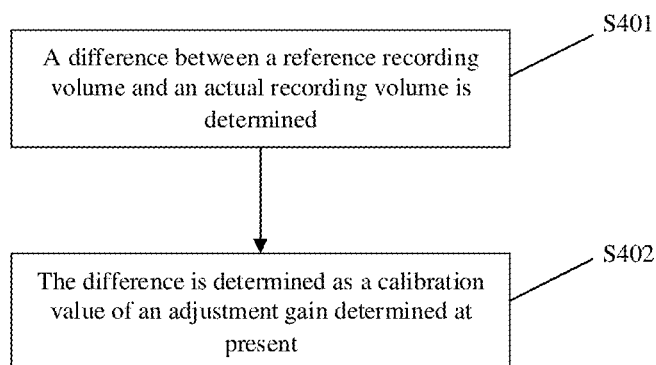 S401
A difference between a reference recording
volume and an actual recording volume is
determined
S402
The difference is determined as a calibration
value of an adjustment gain determined at
present